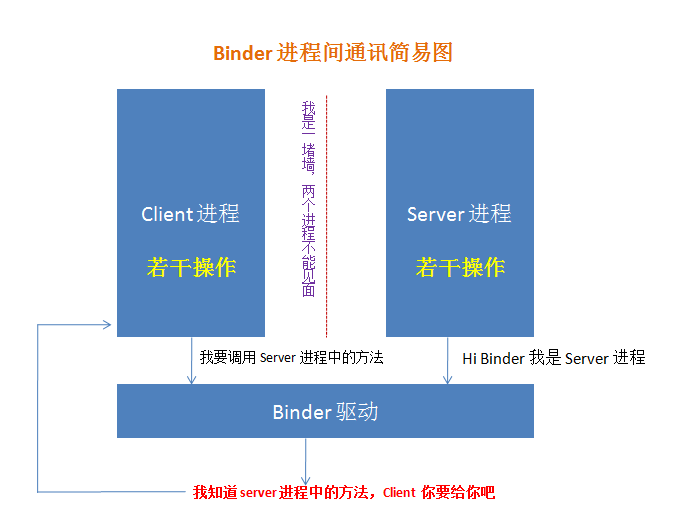 Binder 进程间通讯简易图
我是一堵墙，两个进程不能见面
Client 进程
若干操作
Server 进程
若干操作
我要调用 Server 进程中的方法
Hi Binder 我是 Server 进程
Binder 驱动
我知道 server 进程中的方法，Client 你要给你吧